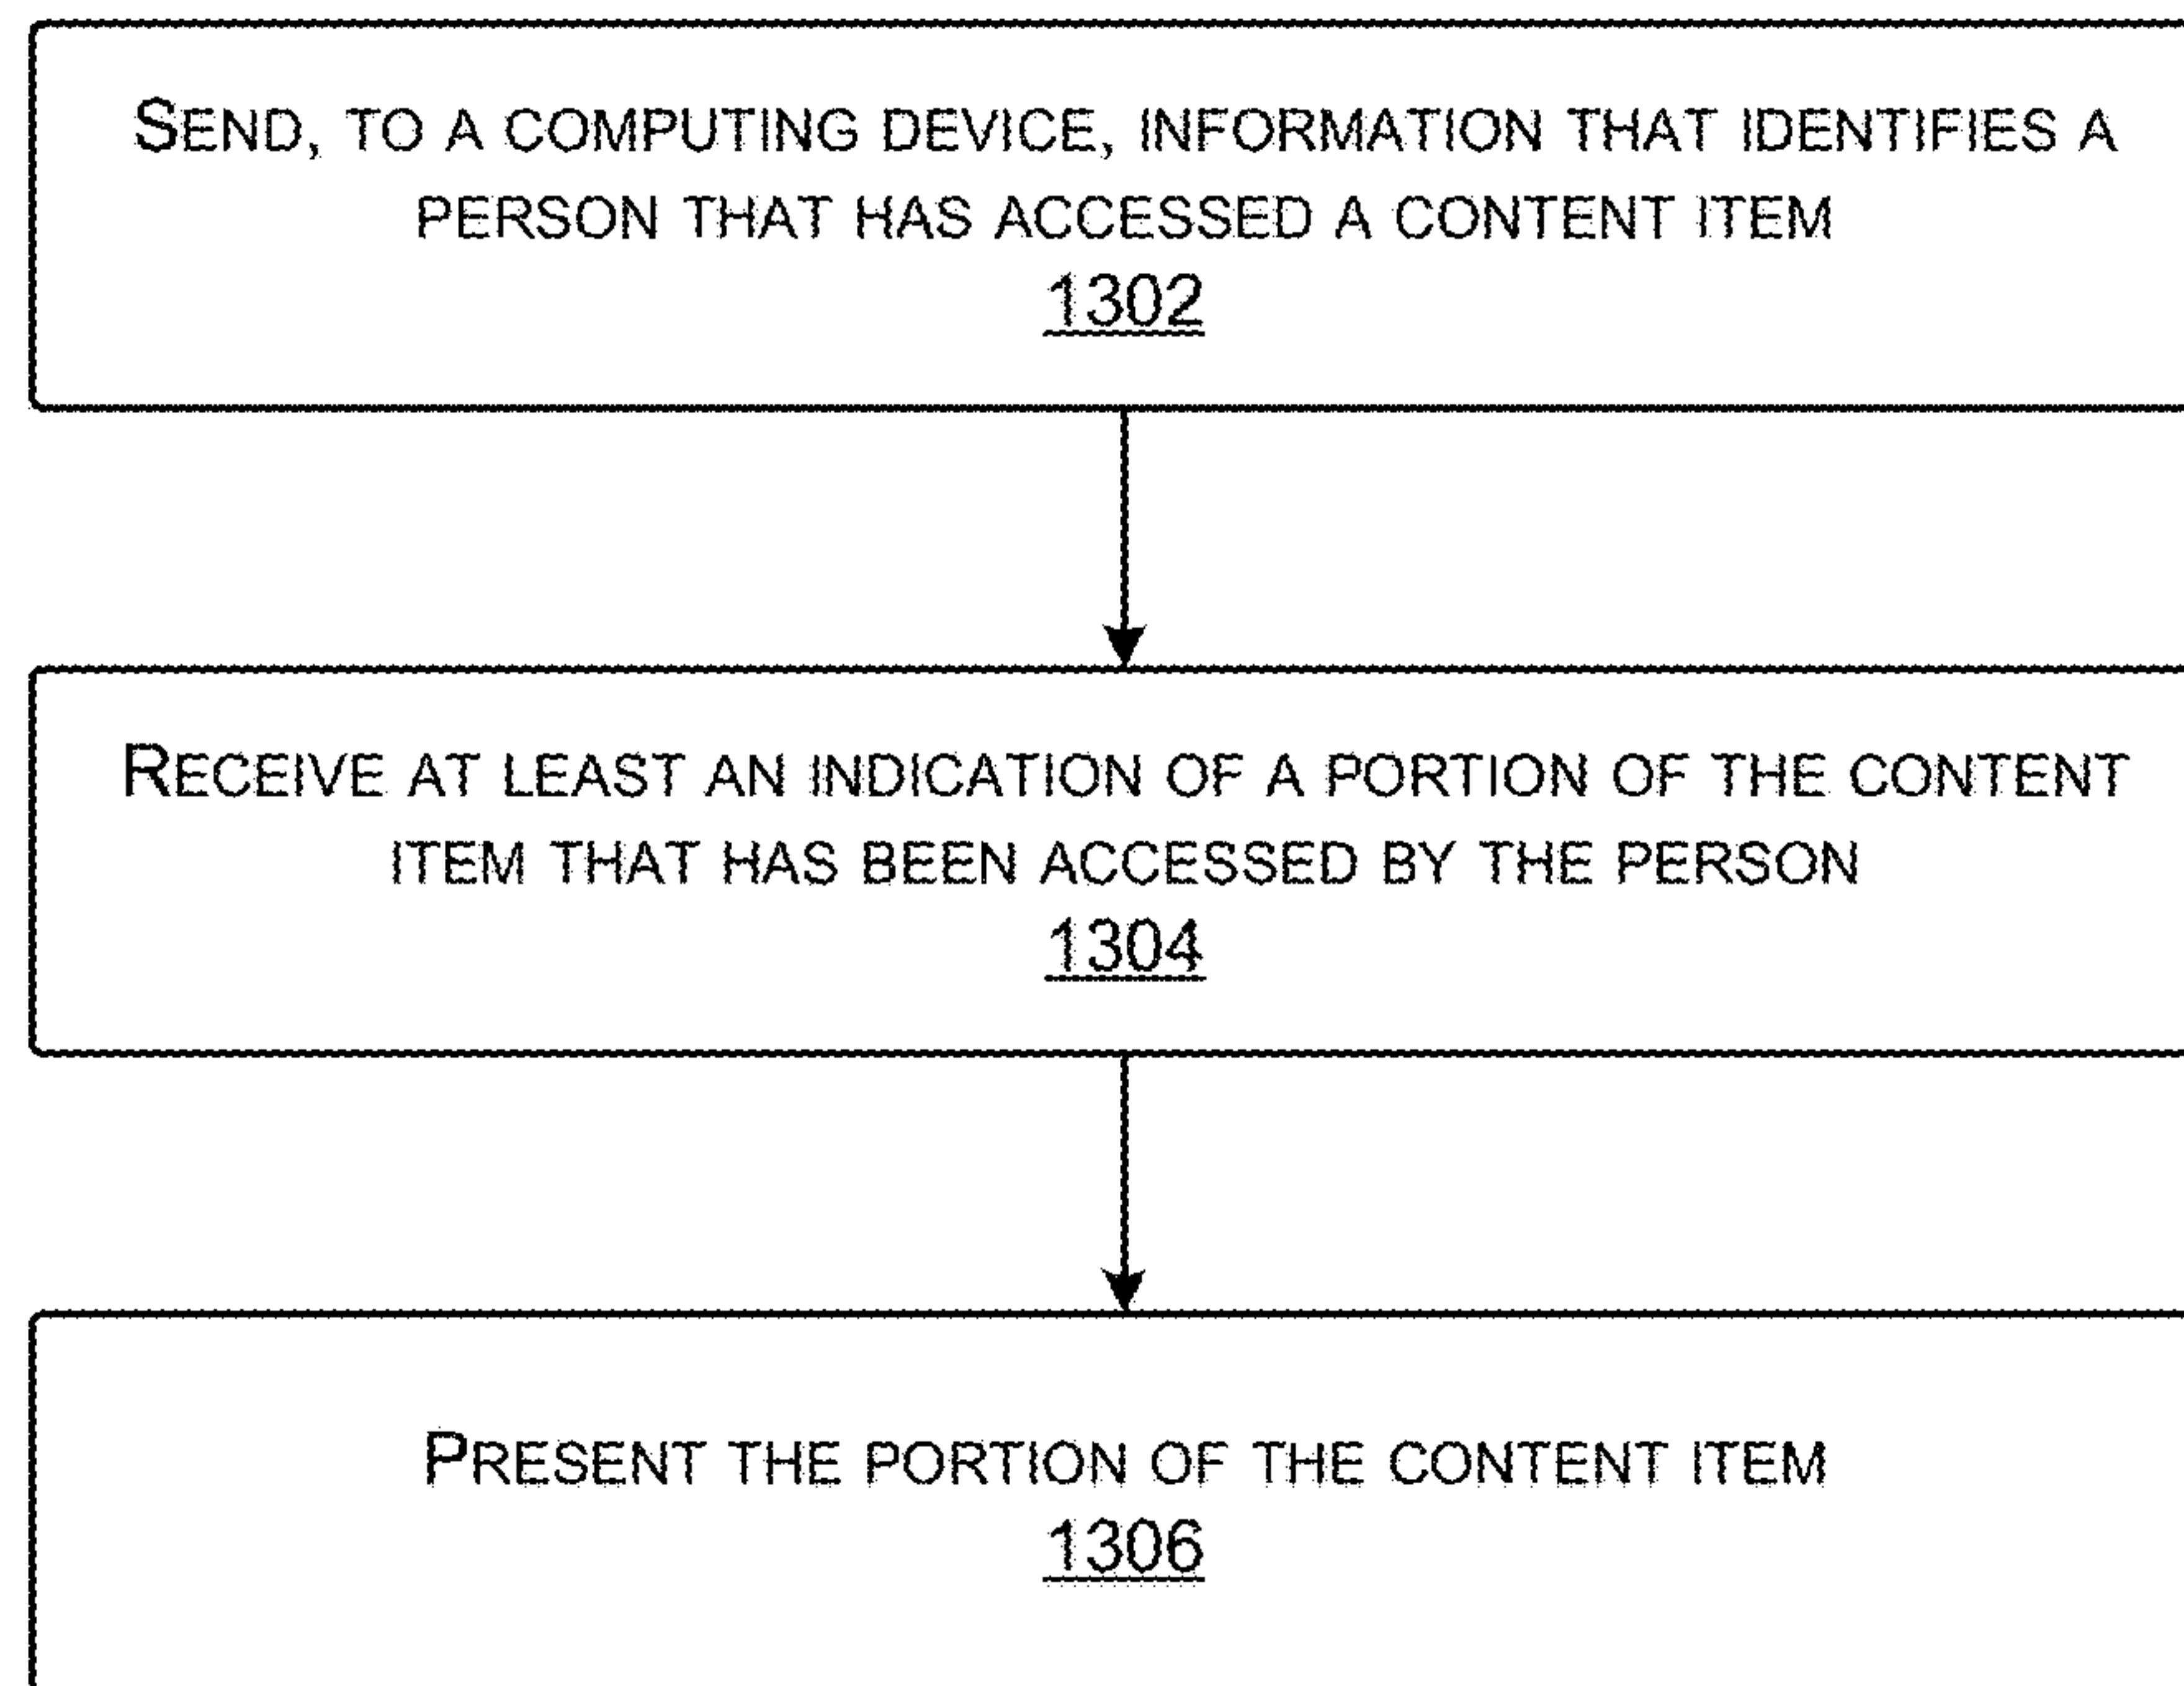 SEND, TO A COMPUTING DEVICE, INFORMATION THAT IDENTIFIES A
PERSON THAT HAS ACCESSED A CONTENT ITEM
1302
RECEIVE AT LEAST AN INDICATION OF A PORTION OF THE CONTENT
ITEM THAT HAS BEEN ACCESSED BY THE PERSON
1304
PRESENT THE PORTION OF THE CONTENT ITEM
1306